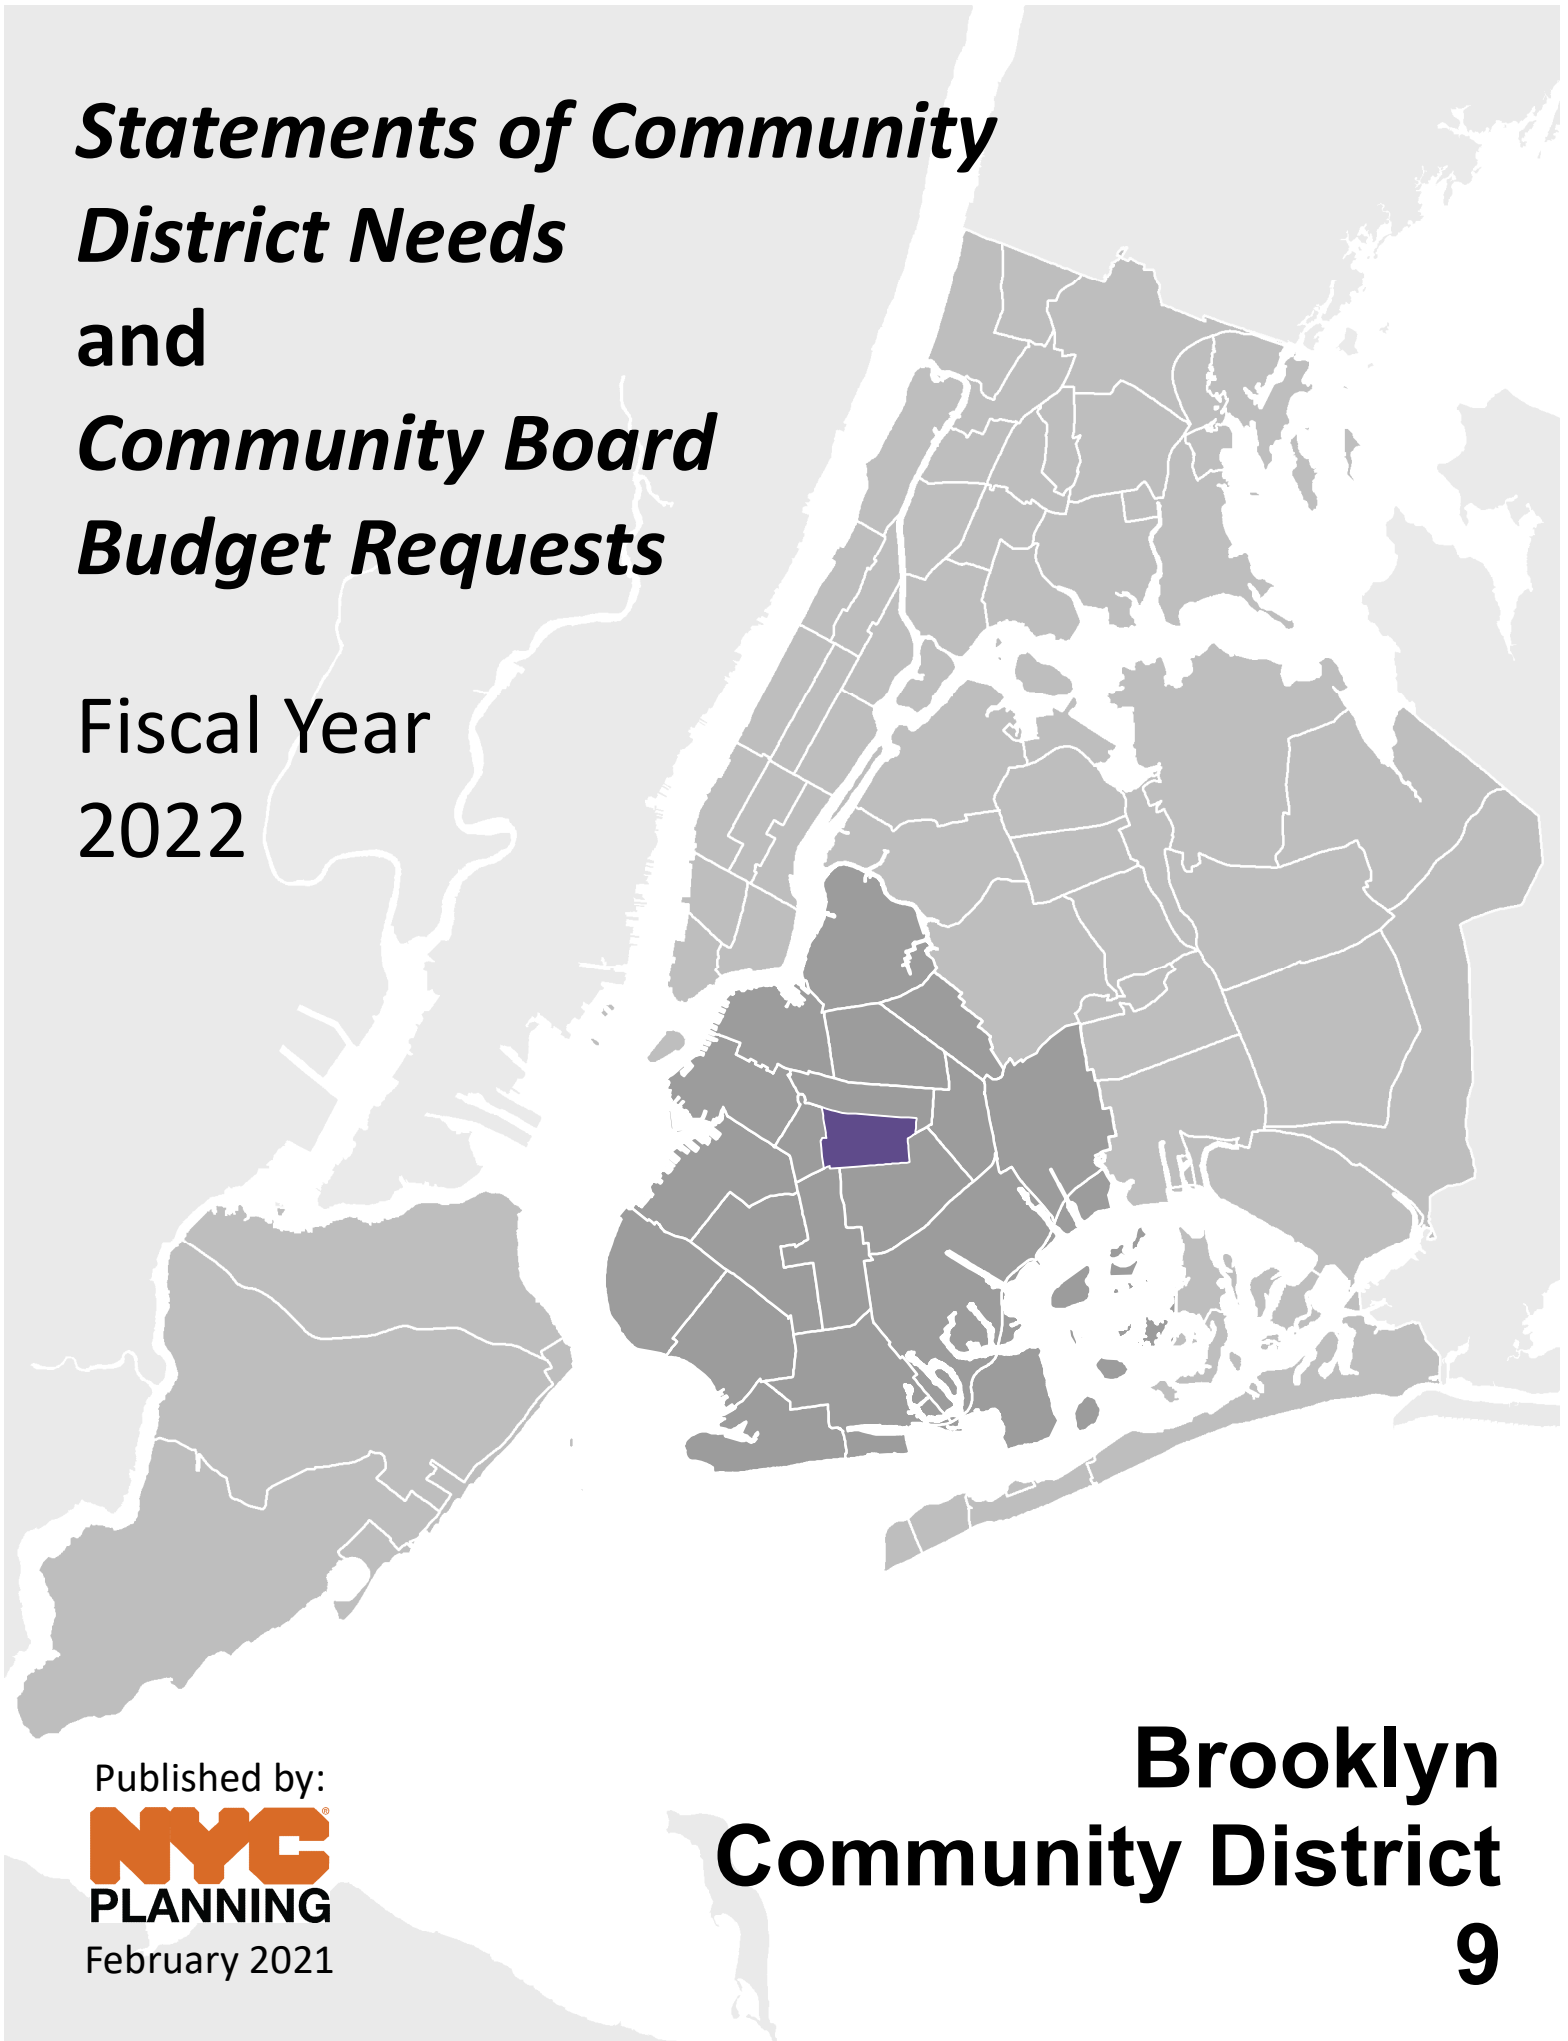 Statements of Community
District Needs
and
Community Board
Budget Requests
Fiscal Year
2022
Published by:
NYC®
PLANNING
February 2021
Brooklyn
Community District
9